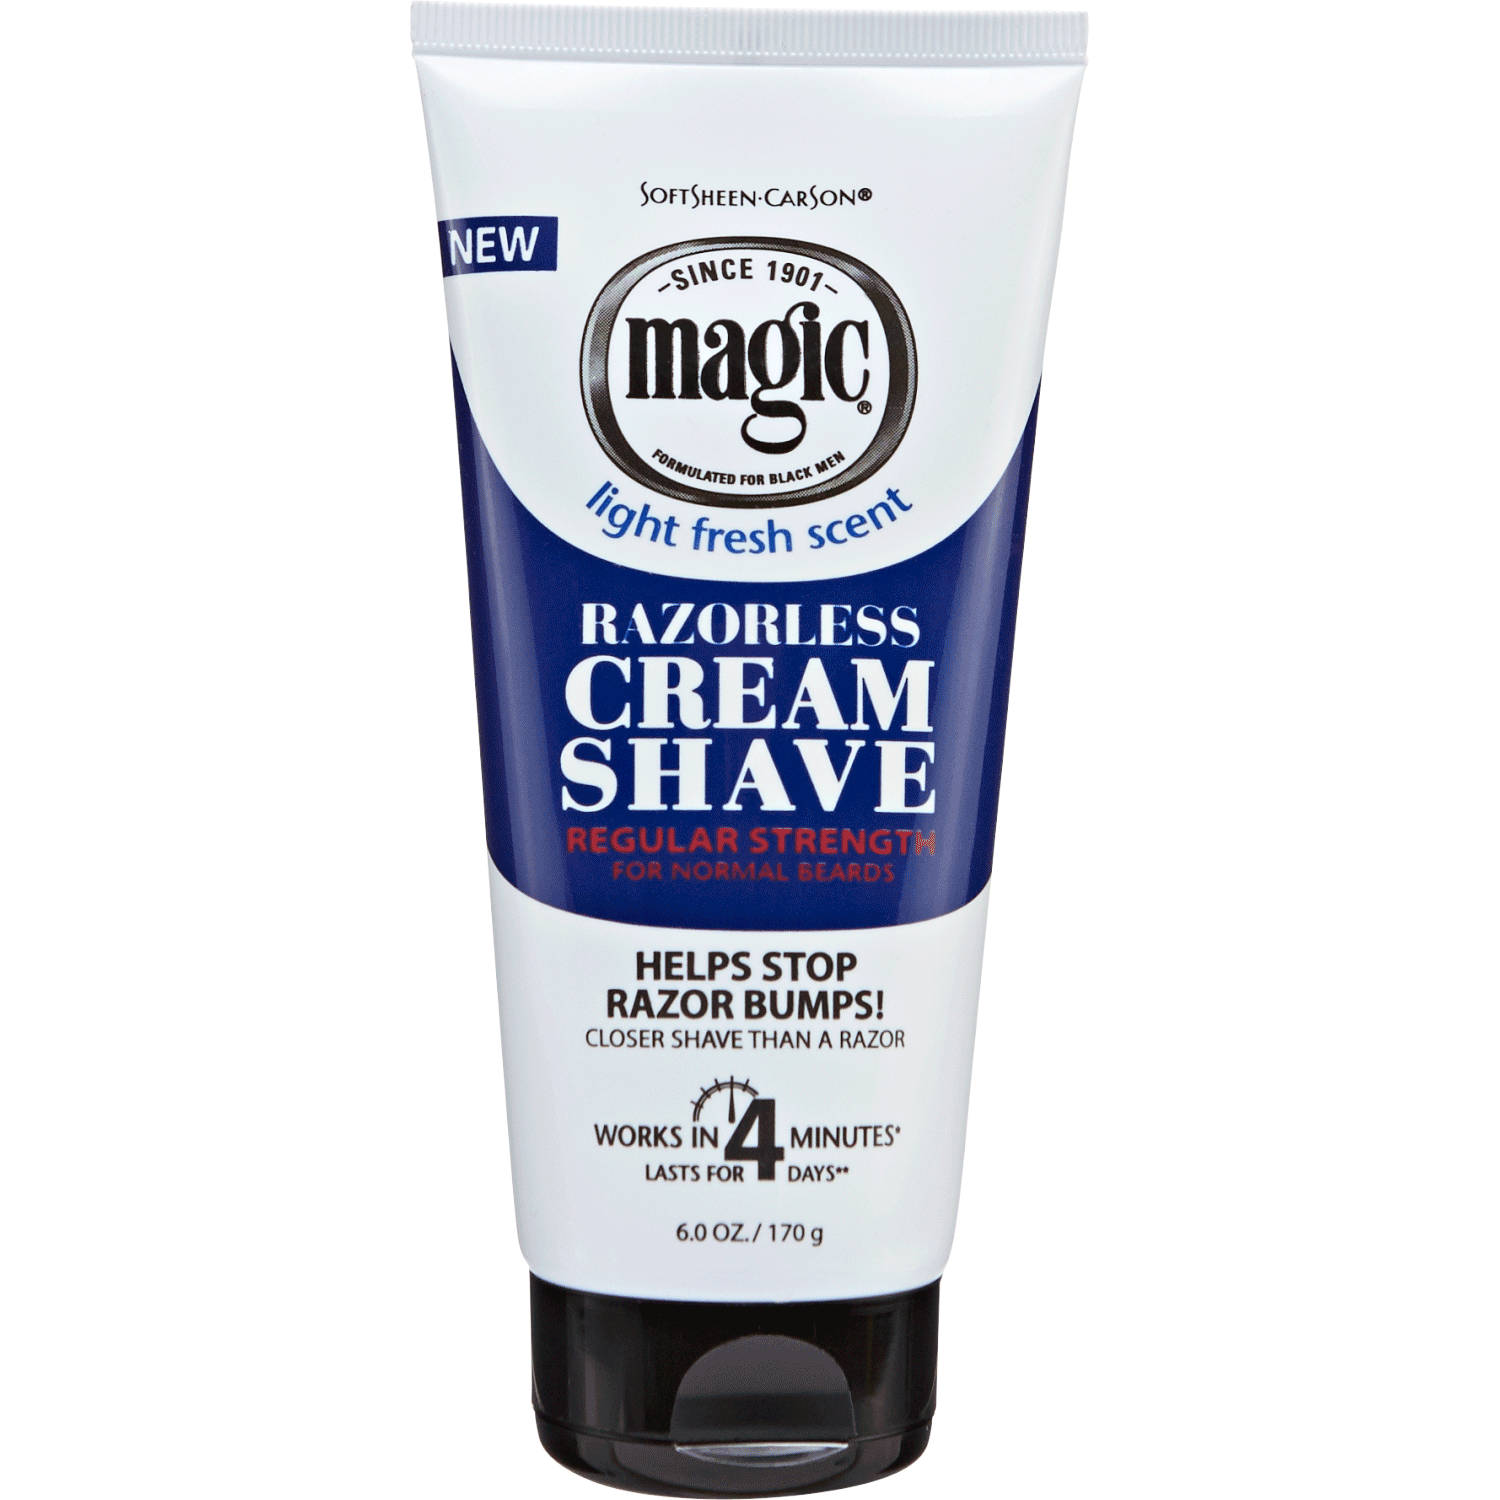 SOFTSHEEN·CARSON®
NEW
-SINCE 1901-
magic®
FORMULATED FOR BLACK MEN
light fresh scent
RAZORLESS
CREAM
SHAVE
REGULAR STRENGTH
FOR NORMAL BEARDS
HELPS STOP
RAZOR BUMPS!
CLOSER SHAVE THAN A RAZOR
WORKS IN 4 MINUTES*
LASTS FOR DAYS**
6.0 OZ. / 170 g